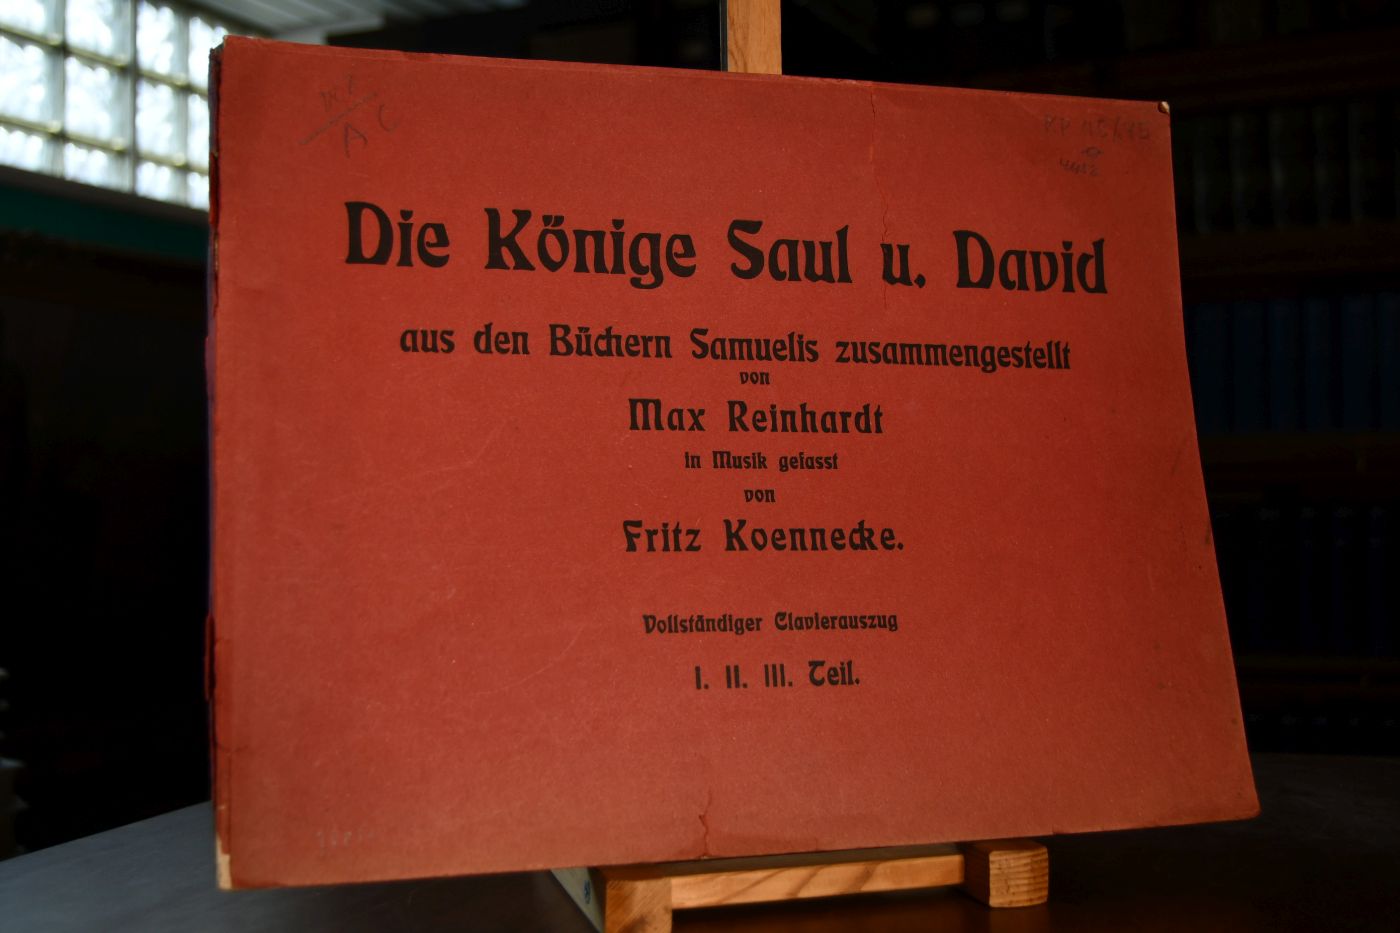 Die Könige Saul u. David
aus den Büchern Samuelis zusammengestellt
von
Max Reinhardt
in Musik gefasst
von
Fritz Koennecke.
Vollständiger Clavierauszug
I. II. III. Teil.